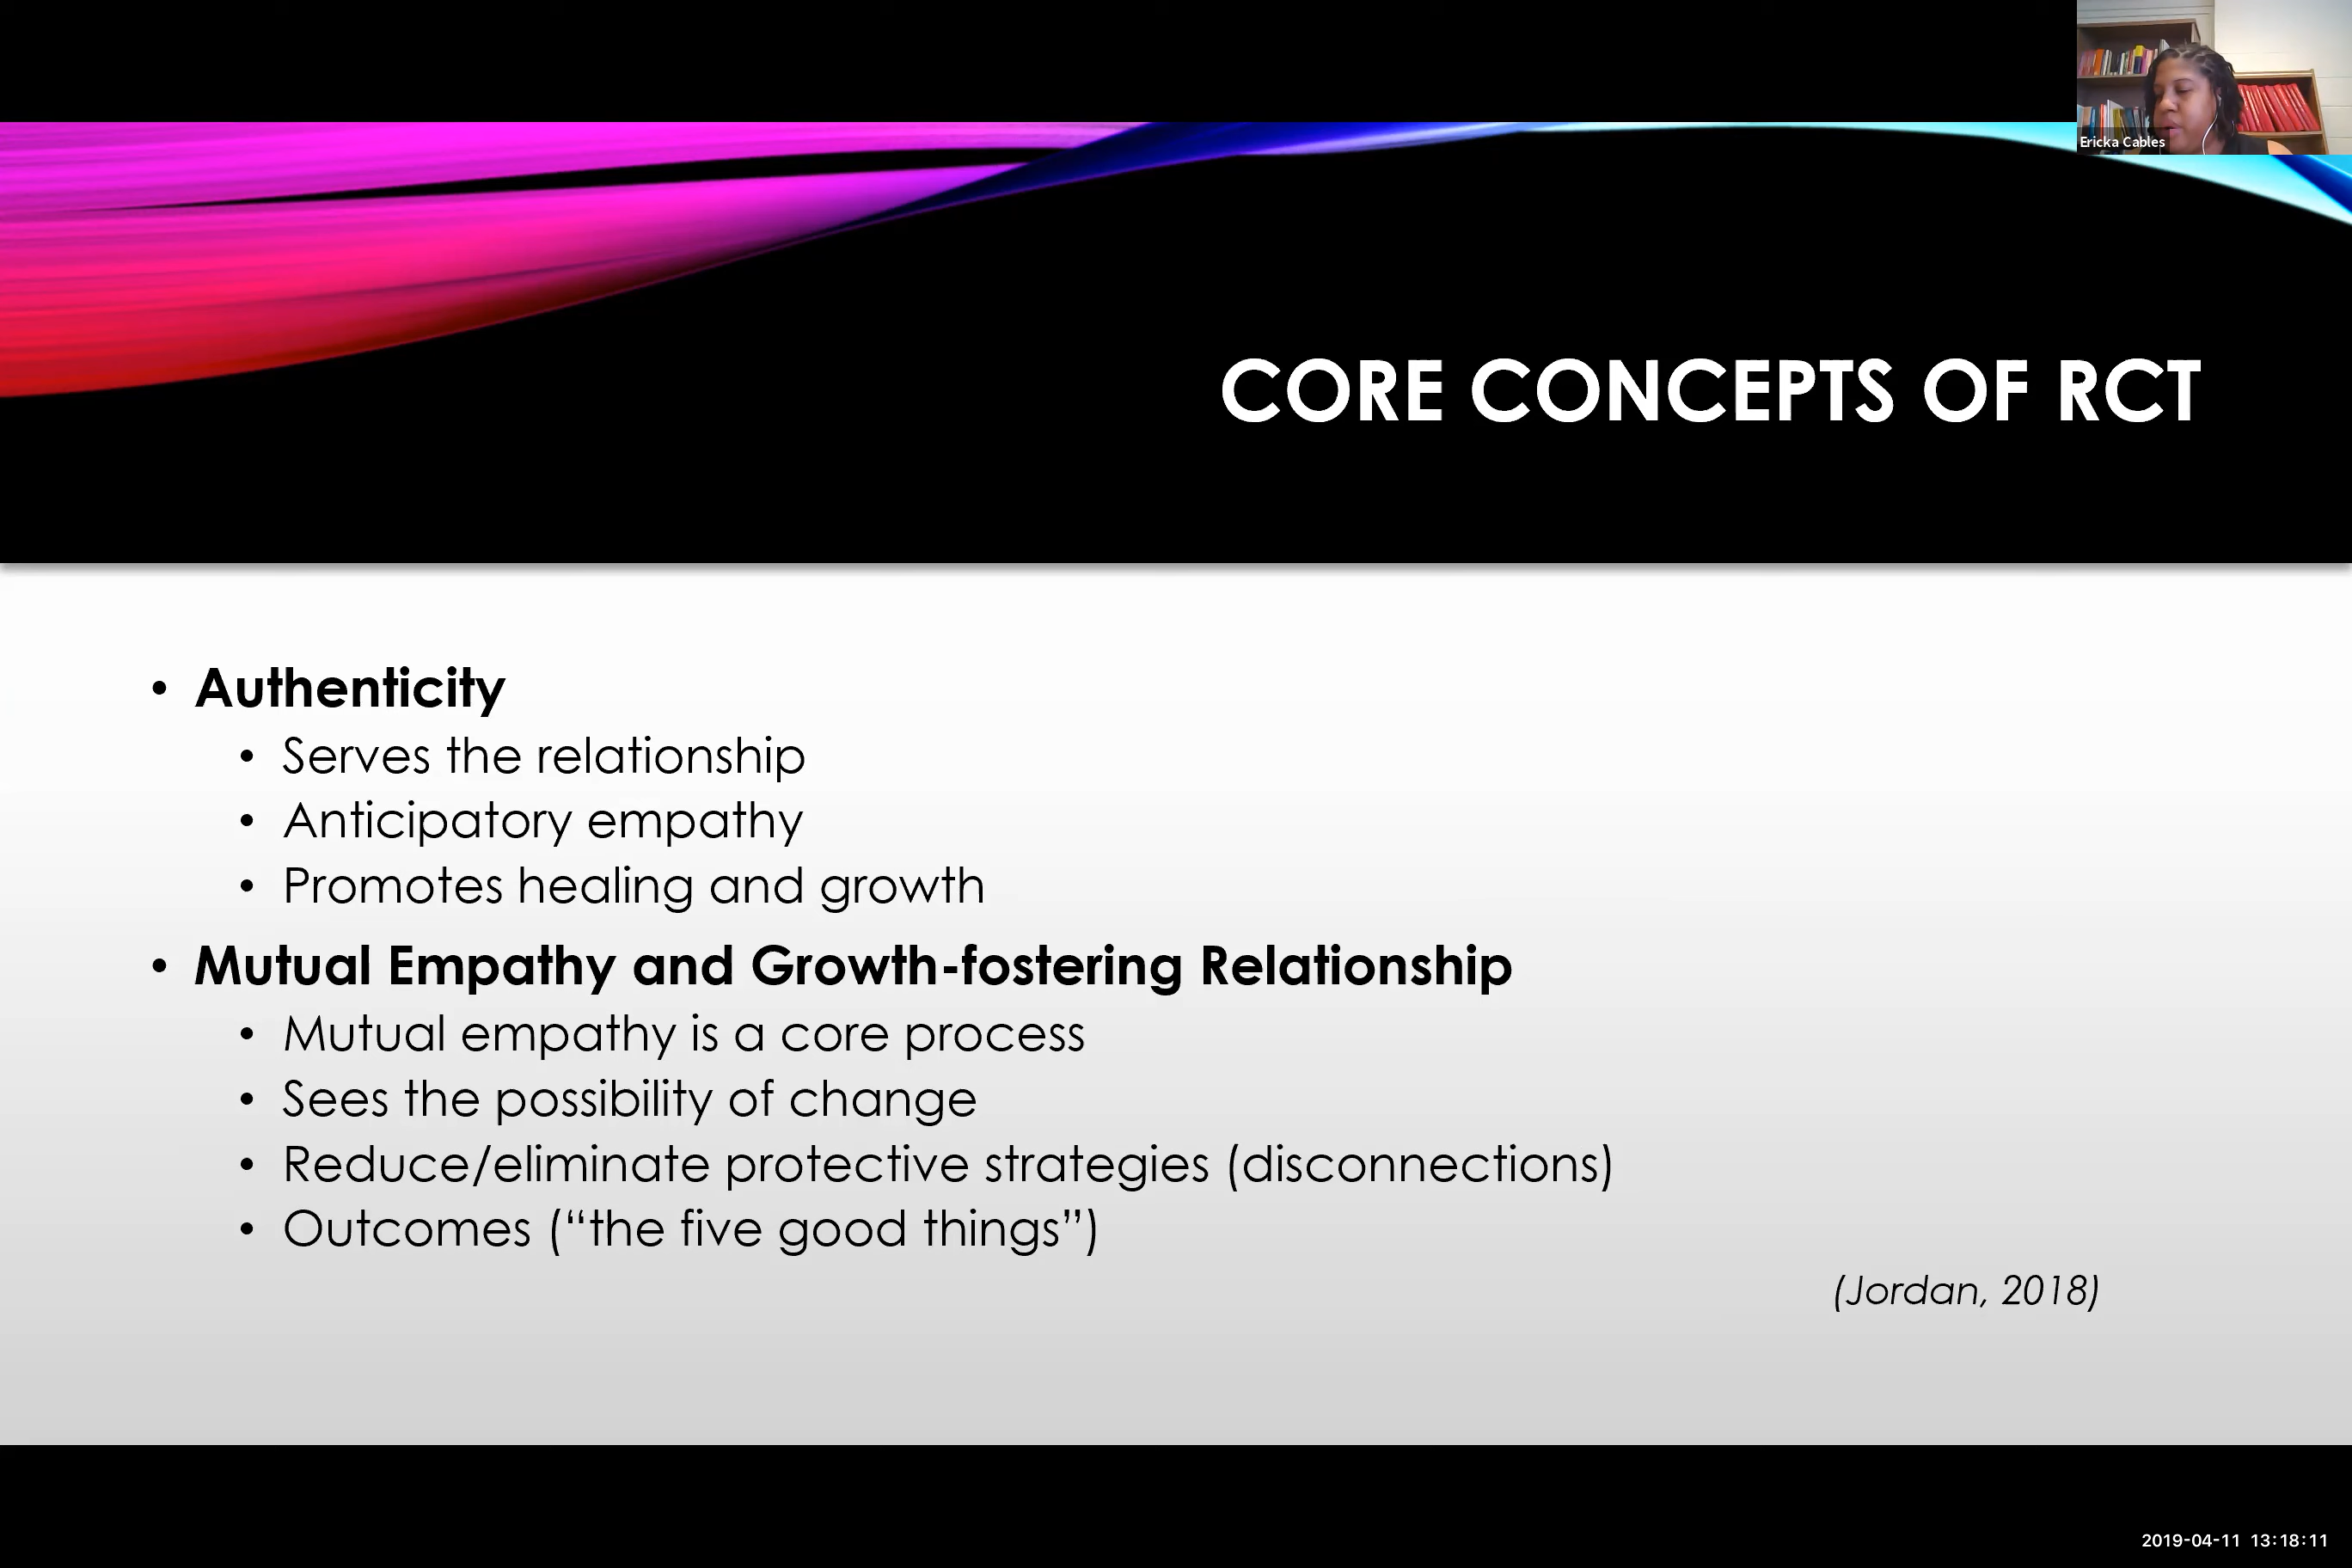 Ericka Cables
CORE CONCEPTS OF RCT
• Authenticity
• Serves the relationship
• Anticipatory empathy
• Promotes healing and growth
• Mutual Empathy and Growth-fostering Relationship
• Mutual empathy is a core process
• Sees the possibility of change
• Reduce/eliminate protective strategies (disconnections)
• Outcomes (“the five good things”)
(Jordan, 2018)
2019-04-11 13:18:11